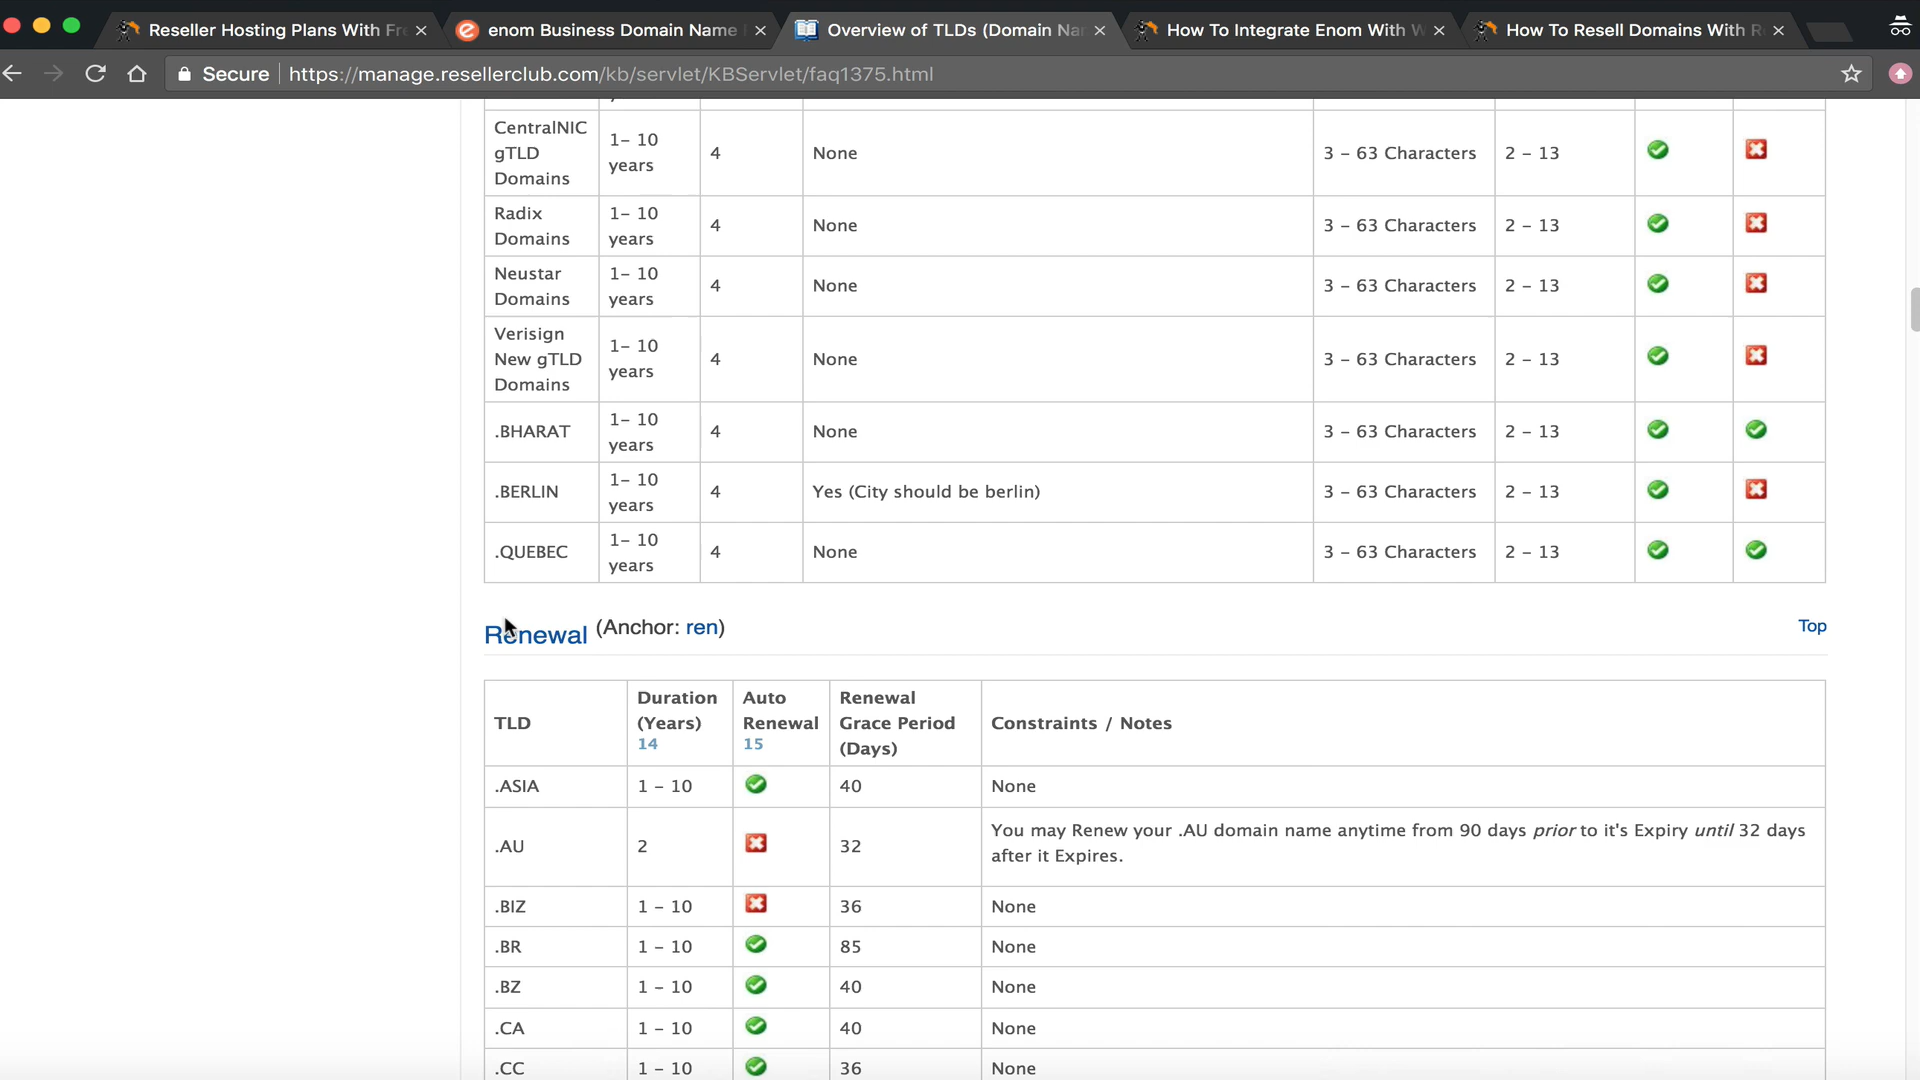 Reseller Hosting Plans With Fr
enom Business Domain Name
Overview of TLDs (Domain Na
How To Integrate Enom With W
How To Resell Domains With R
Secure https://manage.resellerclub.com/kb/servlet/KBServlet/faq1375.html
CentralNIC
gTLD
Domains
1- 10
years
4
None
3 – 63 Characters
2 – 13
Radix
Domains
1- 10
years
4
None
3 – 63 Characters
2 – 13
Neustar
Domains
1- 10
years
4
None
3 – 63 Characters
2 – 13
Verisign
New gTLD
Domains
1- 10
years
4
None
3 – 63 Characters
2 – 13
.BHARAT
1- 10
years
4
None
3 – 63 Characters
2 – 13
.BERLIN
1- 10
years
4
Yes (City should be berlin)
3 – 63 Characters
2 – 13
.QUEBEC
1- 10
years
4
None
3 – 63 Characters
2 – 13
Renewal (Anchor: ren)
Top
TLD
Duration
(Years)
14
Auto
Renewal
15
Renewal
Grace Period
(Days)
Constraints / Notes
.ASIA
1 – 10
40
None
.AU
2
32
You may Renew your .AU domain name anytime from 90 days prior to it's Expiry until 32 days
after it Expires.
.BIZ
1 – 10
36
None
.BR
1 – 10
85
None
.BZ
1 – 10
40
None
.CA
1 – 10
40
None
.CC
1 – 10
36
None